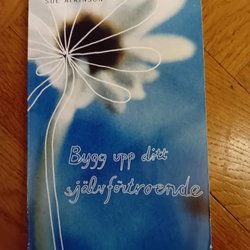 SUE ATKINSON
Bygg upp ditt
självförtroende